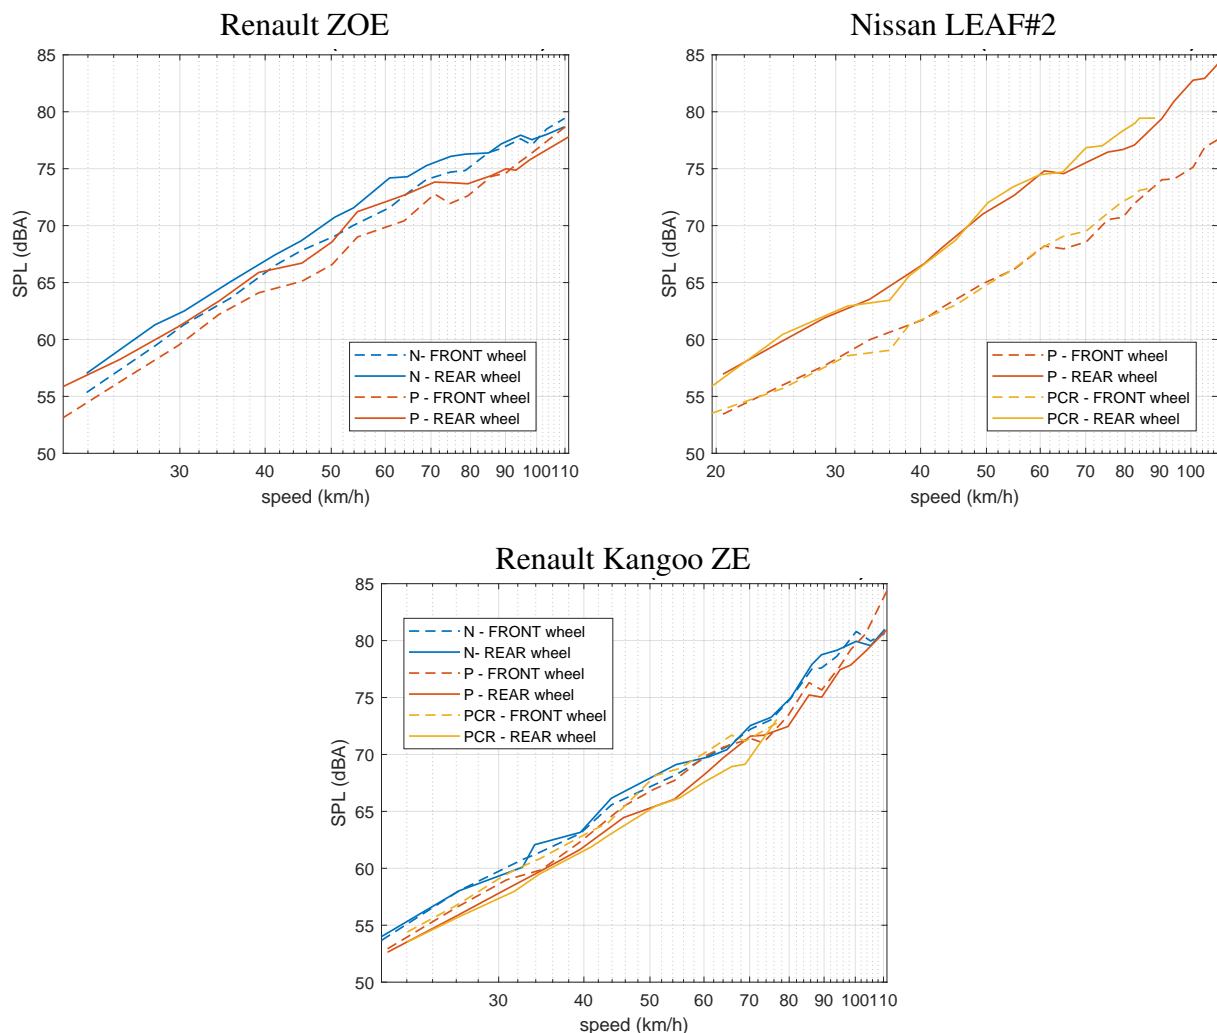 Renault ZOE
85
80
75
70
65
60
55
50
SPL (dBA)
N- FRONT wheel
N - REAR wheel
P - FRONT wheel
P - REAR wheel
30 40 50 60 70 80 90 100 110
speed (km/h)
Nissan LEAF#2
85
80
75
70
65
60
55
50
SPL (dBA)
P - FRONT wheel
P - REAR wheel
PCR - FRONT wheel
PCR - REAR wheel
20 30 40 50 60 70 80 90 100
speed (km/h)
Renault Kangoo ZE
85
80
75
70
65
60
55
50
SPL (dBA)
N - FRONT wheel
N- REAR wheel
P - FRONT wheel
P - REAR wheel
PCR - FRONT wheel
PCR - REAR wheel
30 40 50 60 70 80 90 100 110
speed (km/h)